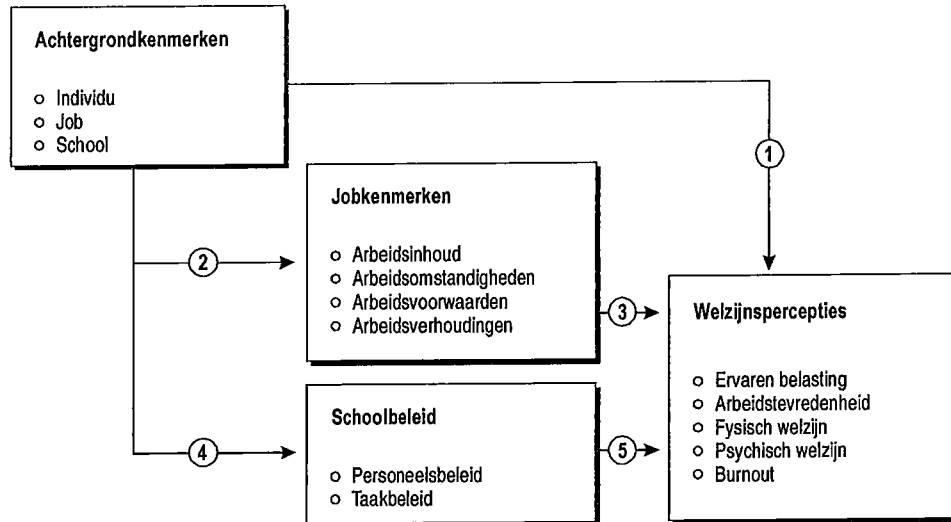 Achtergrondkenmerken
o Individu
o Job
o School
1
Jobkenmerken
o Arbeidsinhoud
o Arbeidsomstandigheden
o Arbeidsvoorwaarden
o Arbeidsverhoudingen
2
3
Welzijnspercepties
o Ervaren belasting
o Arbeidstevredenheid
o Fysisch welzijn
o Psychisch welzijn
o Burnout
Schoolbeleid
o Personeelsbeleid
o Taakbeleid
4
5